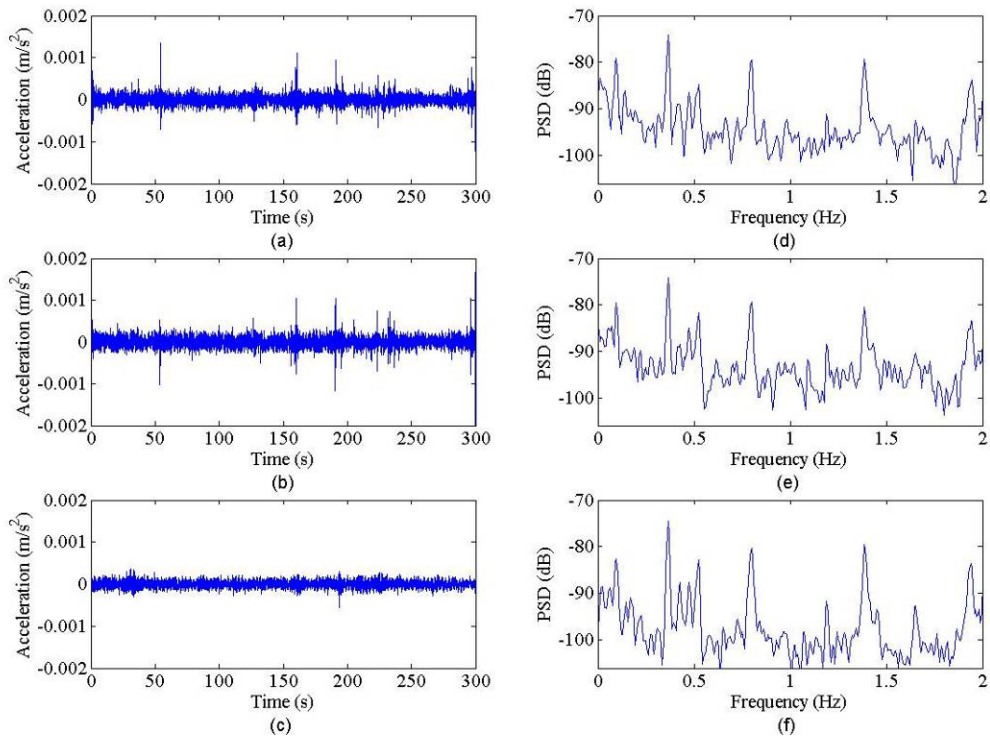 0.002
0.001
0
-0.001
-0.002
Acceleration (m/s²)
0 50 100 150 200 250 300
Time (s)
(a)
-70
-80
-90
-100
PSD (dB)
0 0.5 1 1.5 2
Frequency (Hz)
(d)
0.002
0.001
0
-0.001
-0.002
Acceleration (m/s²)
0 50 100 150 200 250 300
Time (s)
(b)
-70
-80
-90
-100
PSD (dB)
0 0.5 1 1.5 2
Frequency (Hz)
(e)
0.002
0.001
0
-0.001
-0.002
Acceleration (m/s²)
0 50 100 150 200 250 300
Time (s)
(c)
-70
-80
-90
-100
PSD (dB)
0 0.5 1 1.5 2
Frequency (Hz)
(f)